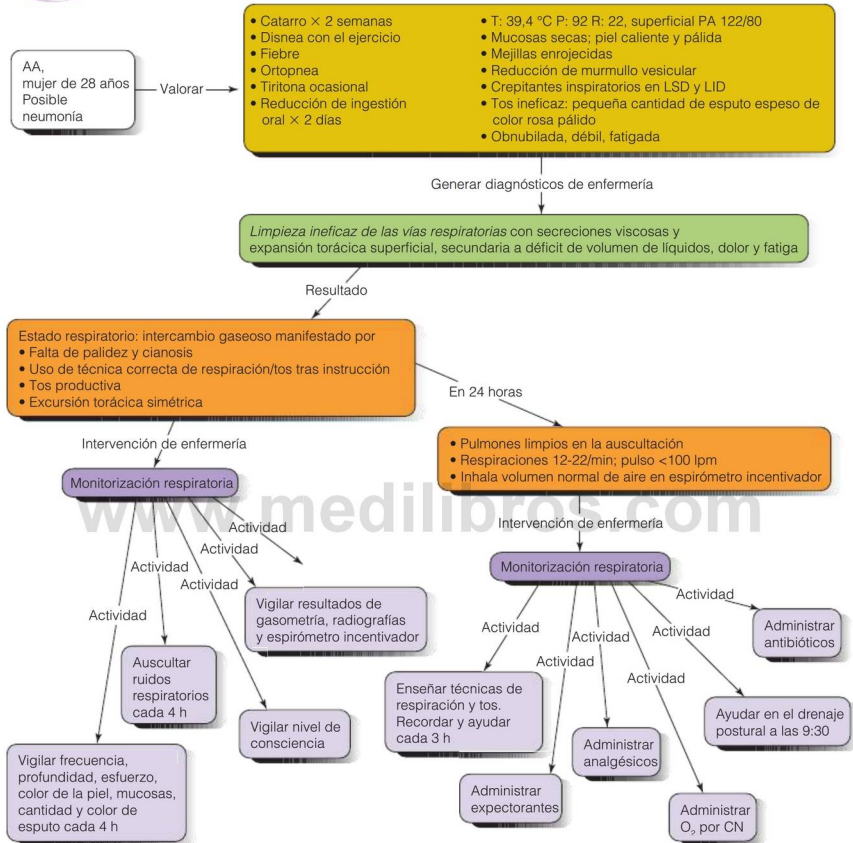 AA,
mujer de 28 años
Posible
neumonía
Valorar
• Catarro × 2 semanas
• Disnea con el ejercicio
• Fiebre
• Ortopnea
• Tiritona ocasional
• Reducción de ingestión
oral × 2 días
• T: 39,4 °C P: 92 R: 22, superficial PA 122/80
• Mucosas secas; piel caliente y pálida
• Mejillas enrojecidas
• Reducción de murmullo vesicular
• Crepitantes inspiratorios en LSD y LID
• Tos ineficaz: pequeña cantidad de esputo espeso de
color rosa pálido
• Obnubilada, débil, fatigada
Generar diagnósticos de enfermería
Limpieza ineficaz de las vías respiratorias con secreciones viscosas y
expansión torácica superficial, secundaria a déficit de volumen de líquidos, dolor y fatiga
Resultado
Estado respiratorio: intercambio gaseoso manifestado por
• Falta de palidez y cianosis
• Uso de técnica correcta de respiración/tos tras instrucción
• Tos productiva
• Excursión torácica simétrica
En 24 horas
• Pulmones limpios en la auscultación
• Respiraciones 12-22/min; pulso <100 lpm
• Inhala volumen normal de aire en espirómetro incentivador
Intervención de enfermería
Monitorización respiratoria
www.medilibros.com
Actividad
Actividad
Actividad
Actividad
Actividad
Vigilar resultados de
gasometría, radiografías
y espirómetro incentivador
Auscultar
ruidos
respiratorios
cada 4 h
Vigilar nivel de
consciencia
Vigilar frecuencia,
profundidad, esfuerzo,
color de la piel, mucosas,
cantidad y color de
esputo cada 4 h
Intervención de enfermería
Monitorización respiratoria
Actividad
Actividad
Actividad
Actividad
Actividad
Actividad
Administrar
antibióticos
Enseñar técnicas de
respiración y tos.
Recordar y ayudar
cada 3 h
Ayudar en el drenaje
postural a las 9:30
Administrar
analgésicos
Administrar
expectorantes
Administrar
O₂ por CN